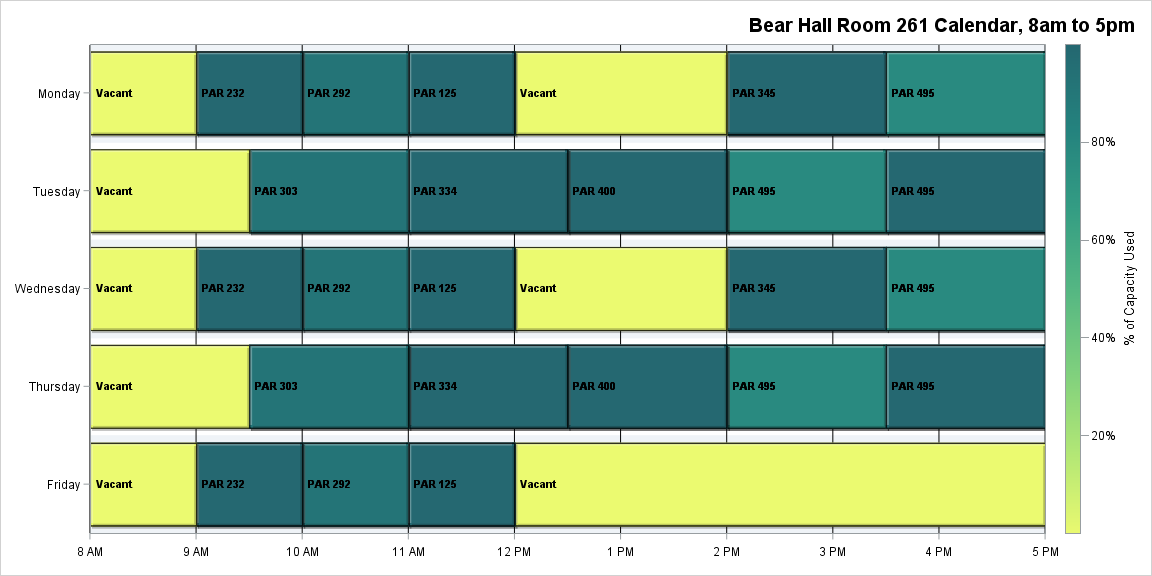 Bear Hall Room 261 Calendar, 8am to 5pm
Monday
Vacant
PAR 232
PAR 292
PAR 125
Vacant
PAR 345
PAR 495
Tuesday
Vacant
PAR 303
PAR 334
PAR 400
PAR 495
PAR 495
Wednesday
Vacant
PAR 232
PAR 292
PAR 125
Vacant
PAR 345
PAR 495
Thursday
Vacant
PAR 303
PAR 334
PAR 400
PAR 495
PAR 495
Friday
Vacant
PAR 232
PAR 292
PAR 125
Vacant
8 AM
9 AM
10 AM
11 AM
12 PM
1 PM
2 PM
3 PM
4 PM
5 PM
80%
60%
40%
20%
% of Capacity Used